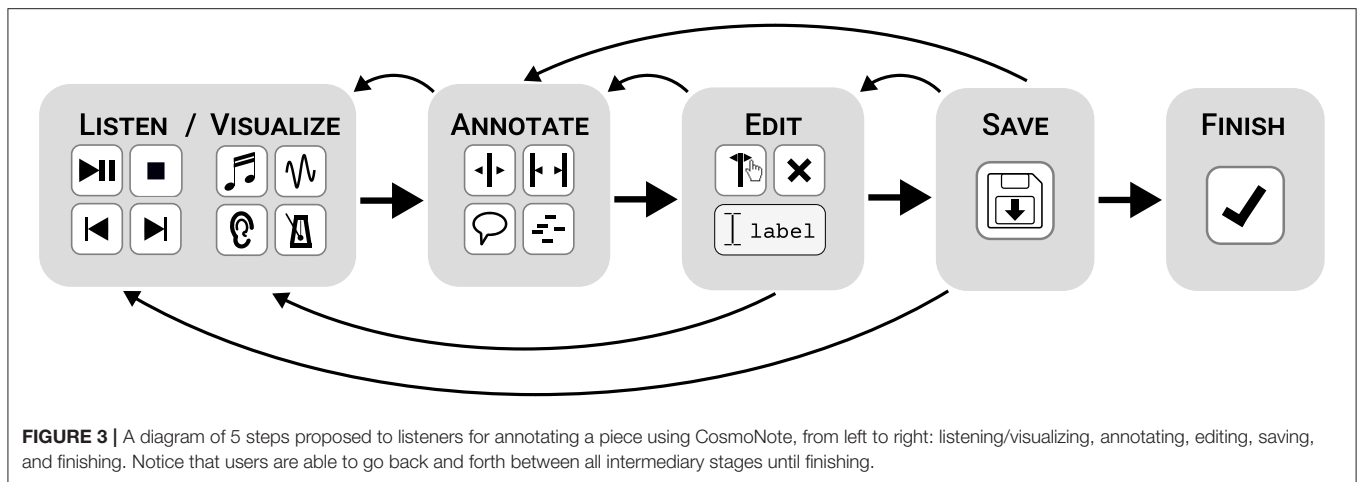 LISTEN / VISUALIZE
ANNOTATE
EDIT
label
SAVE
FINISH
FIGURE 3 | A diagram of 5 steps proposed to listeners for annotating a piece using CosmoNote, from left to right: listening/visualizing, annotating, editing, saving,
and finishing. Notice that users are able to go back and forth between all intermediary stages until finishing.